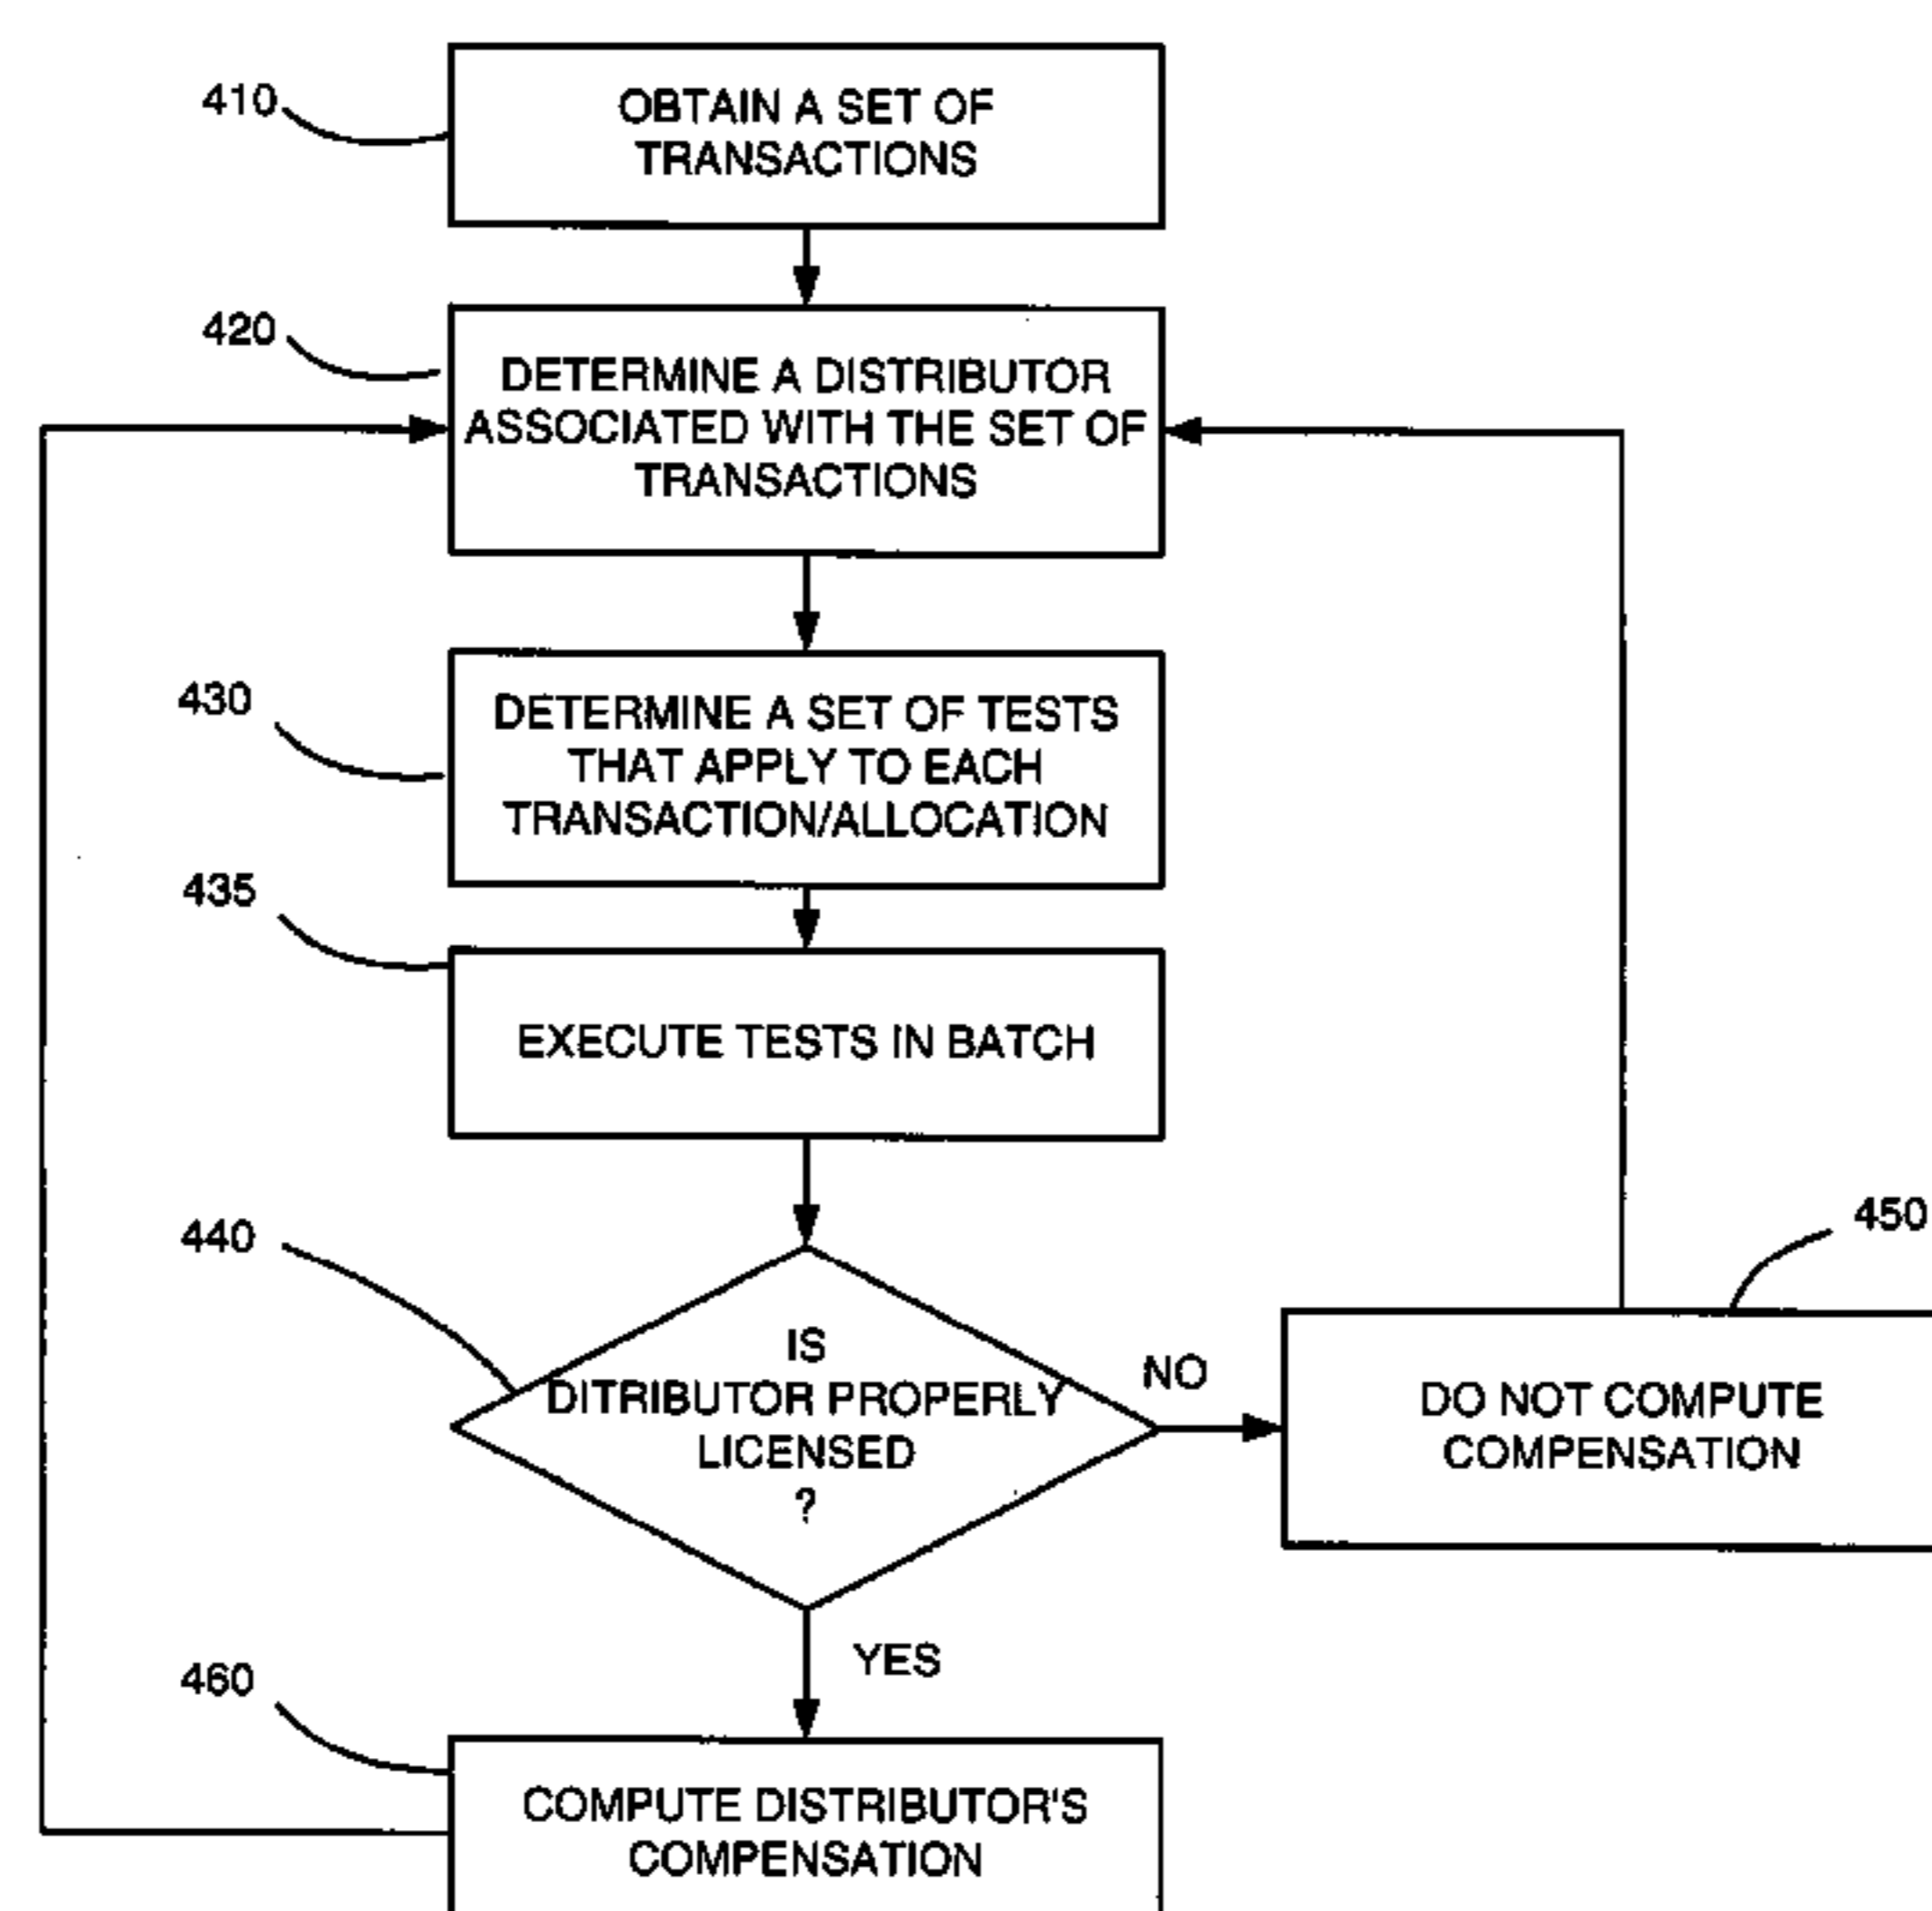 410
OBTAIN A SET OF
TRANSACTIONS
420
DETERMINE A DISTRIBUTOR
ASSOCIATED WITH THE SET OF
TRANSACTIONS
430
DETERMINE A SET OF TESTS
THAT APPLY TO EACH
TRANSACTION/ALLOCATION
435
EXECUTE TESTS IN BATCH
440
IS
DITRIBUTOR PROPERLY
LICENSED
?
NO
450
DO NOT COMPUTE
COMPENSATION
YES
460
COMPUTE DISTRIBUTOR'S
COMPENSATION